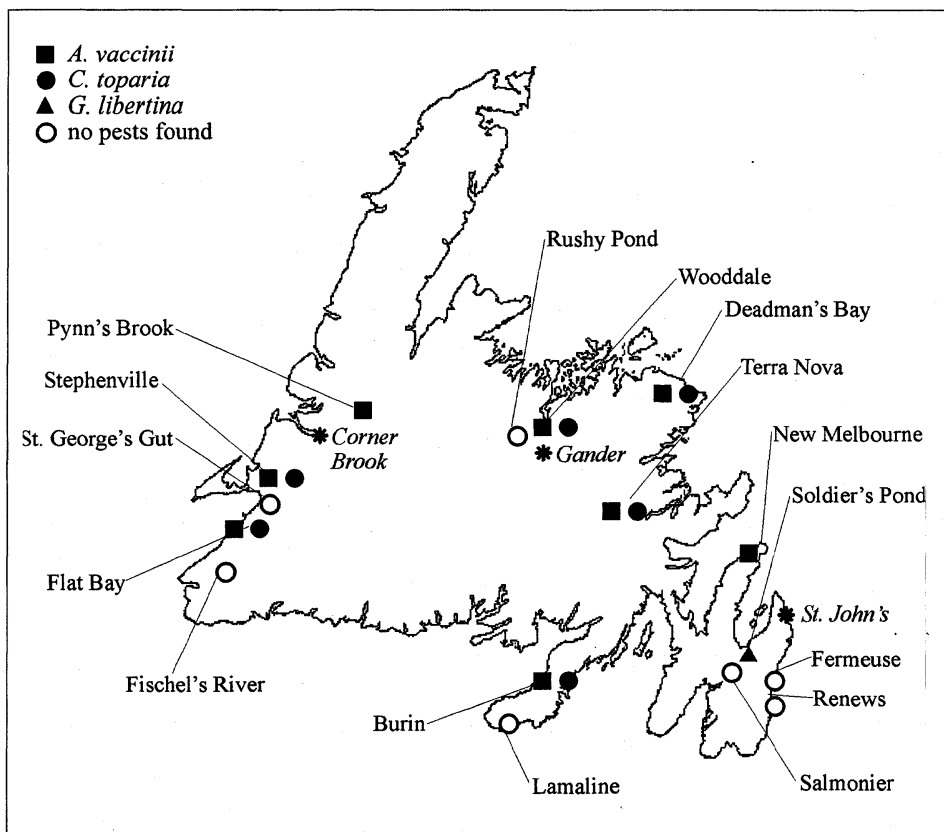 A. vaccinii
C. toparia
G. libertina
no pests found
Rushy Pond
Wooddale
Deadman's Bay
Pynn's Brook
Terra Nova
Stephenville
St. George's Gut
Corner
Brook
Gander
New Melbourne
Soldier's Pond
Flat Bay
St. John's
Fischel's River
Fermeuse
Renews
Burin
Lamaline
Salmonier